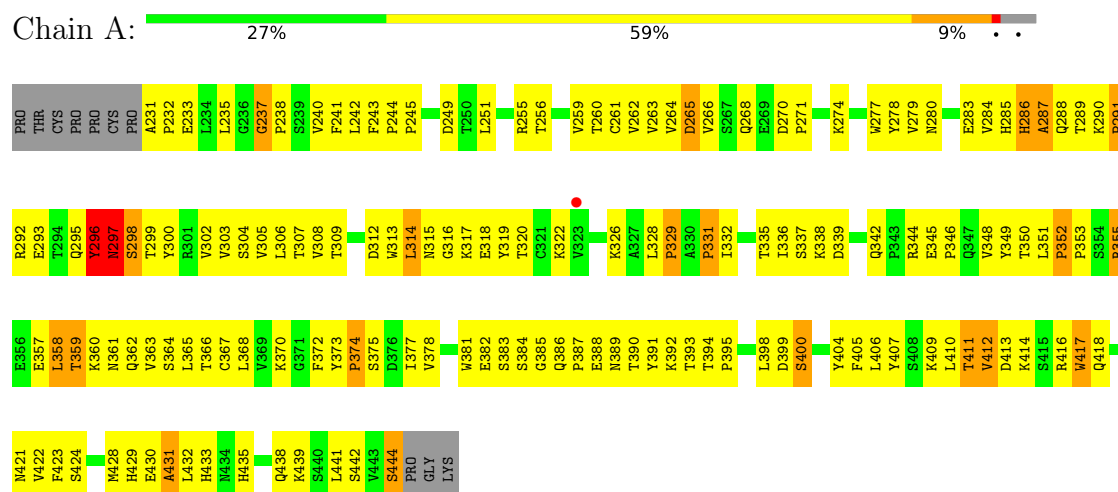 Chain A:
27% 59% 9% • •
PRO THR CYS PRO PRO CYS PRO A231 P232 E233 L234 L235 G236 G237 P238 S239 V240 F241 L242 F243 P244 P245 D249 T250 L251 R255 T256 V259 T260 C261 V262 V263 V264 D265 V266 S267 Q268 E269 D270 P271 K274 W277 Y278 V279 N280 E283 V284 H285 H286 A287 Q288 T289 K290 P291
R292 E293 T294 Q295 Y296 N297 S298 T299 Y300 R301 V302 V303 S304 V305 L306 T307 V308 T309 D312 W313 L314 N315 G316 K317 E318 Y319 T320 C321 K322 V323 K326 A327 L328 P329 A330 P331 I332 T335 I336 S337 K338 D339 Q342 P343 R344 E345 P346 Q347 V348 Y349 T350 L351 P352 P353 S354 R355
E356 E357 L358 T359 K360 N361 Q362 V363 S364 L365 T366 C367 L368 V369 K370 G371 F372 Y373 P374 S375 D376 I377 V378 W381 E382 S383 S384 G385 Q386 P387 E388 N389 T390 Y391 K392 T393 T394 P395 L398 D399 S400 Y404 F405 L406 Y407 S408 K409 L410 T411 V412 D413 K414 S415 R416 W417 Q418
N421 V422 F423 S424 M428 H429 E430 A431 L432 H433 N434 H435 Q438 K439 S440 L441 S442 V443 S444 PRO GLY LYS